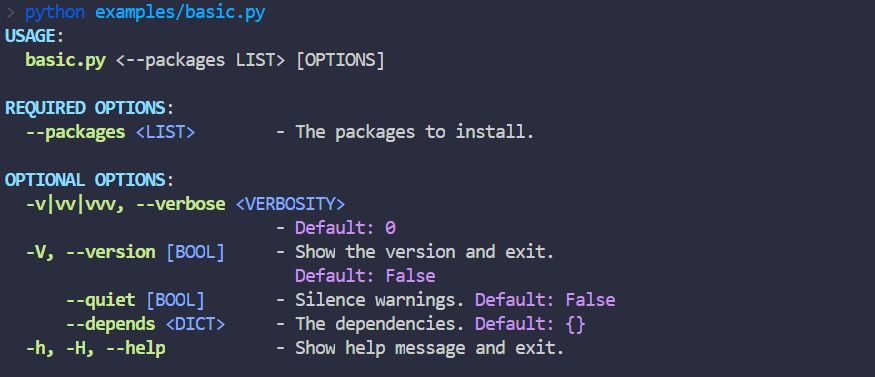 > python examples/basic.py
USAGE:
basic.py <--packages LIST> [OPTIONS]
REQUIRED OPTIONS:
--packages <LIST> - The packages to install.
OPTIONAL OPTIONS:
-v|vv|vvv, --verbose <VERBOSITY>
- Default: 0
-V, --version [BOOL] - Show the version and exit.
Default: False
--quiet [BOOL] - Silence warnings. Default: False
--depends <DICT> - The dependencies. Default: {}
-h, -H, --help - Show help message and exit.